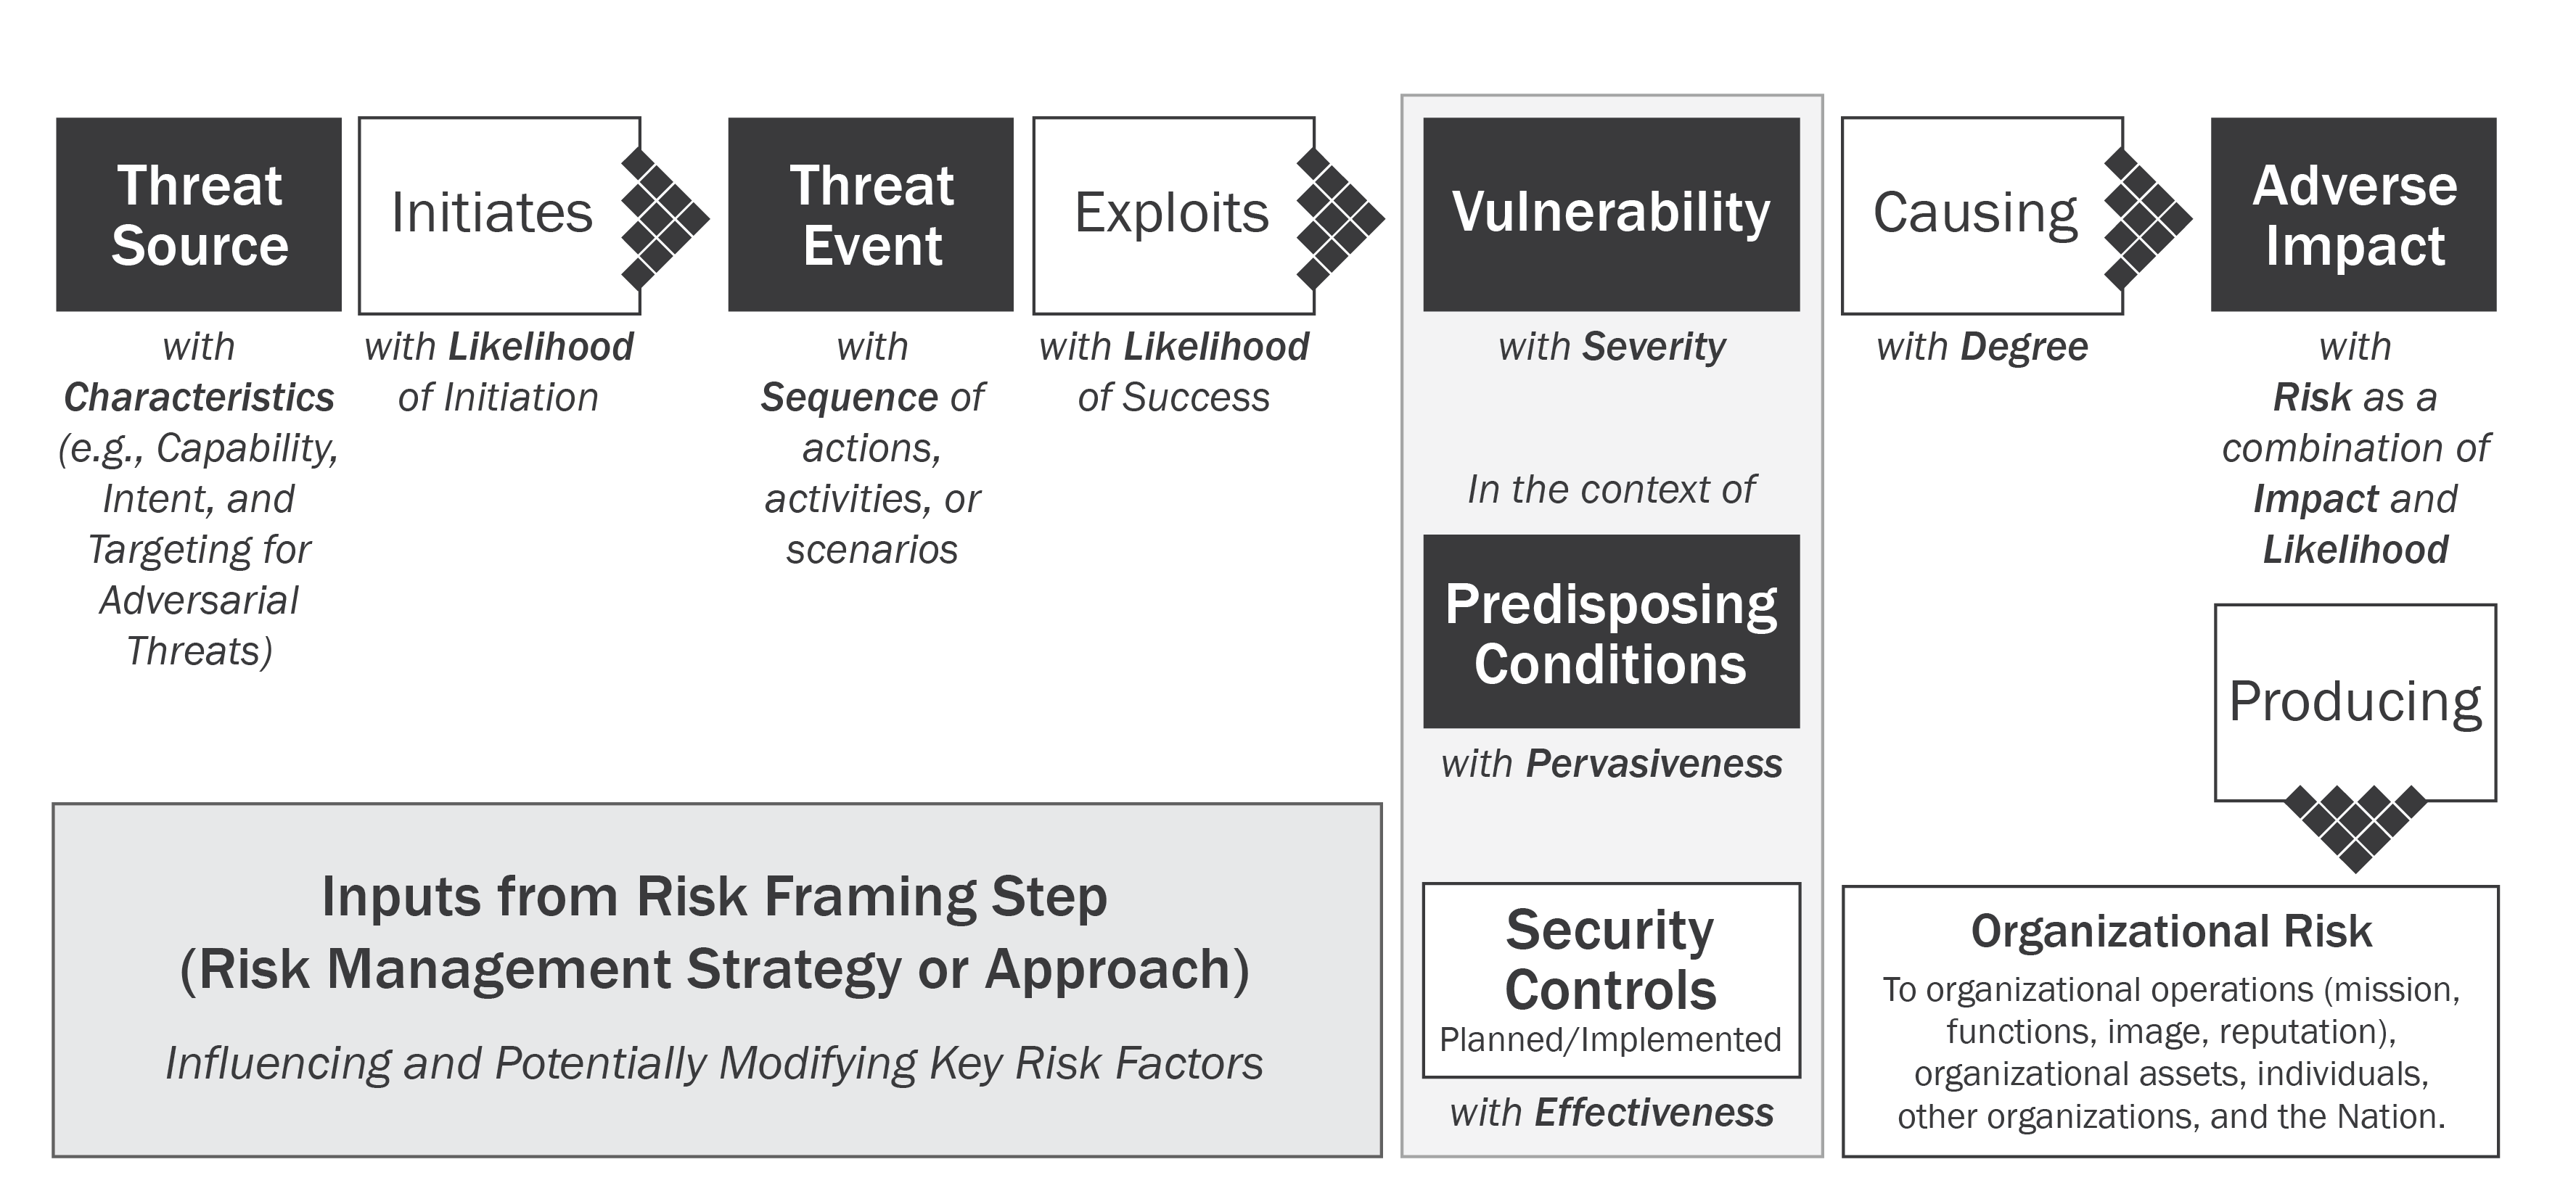 Threat
Source
with
Characteristics
(e.g., Capability,
Intent, and
Targeting for
Adversarial
Threats)
Initiates
with Likelihood
of Initiation
Threat
Event
with
Sequence of
actions,
activities, or
scenarios
Exploits
with Likelihood
of Success
Vulnerability
with Severity
In the context of
Predisposing
Conditions
with Pervasiveness
Security
Controls
Planned/Implemented
with Effectiveness
Causing
with Degree
Adverse
Impact
with
Risk as a
combination of
Impact and
Likelihood
Producing
Organizational Risk
To organizational operations (mission,
functions, image, reputation),
organizational assets, individuals,
other organizations, and the Nation.
Inputs from Risk Framing Step
(Risk Management Strategy or Approach)
Influencing and Potentially Modifying Key Risk Factors